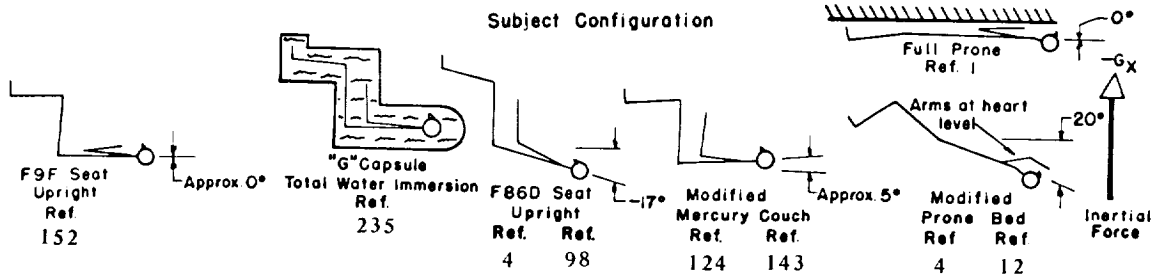 Subject Configuration
F9F Seat
Upright
Ref.
152
Approx. 0°
"G" Capsule
Total Water Immersion
Ref.
235
F86D Seat
Upright
Ref. Ref.
4 98
-17°
Modified
Mercury Couch
Ref. Ref.
124 143
Approx. 5°
Full Prone
Ref. 1
0°
-Gx
Arms at heart
level
20°
Modified
Prone Bed
Ref Ref.
4 12
Inertial
Force